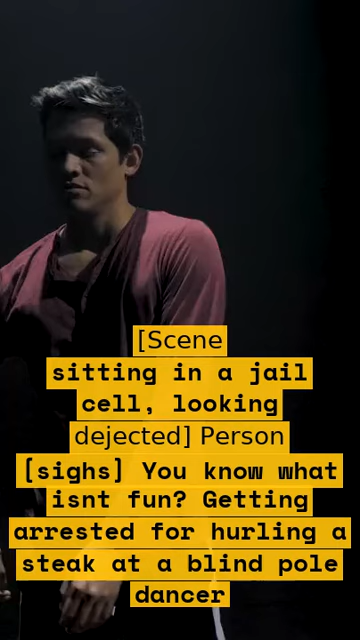 [Scene
sitting in a jail
cell, looking
dejected] Person
[sighs] You know what
isnt fun? Getting
arrested for hurling a
steak at a blind pole
dancer